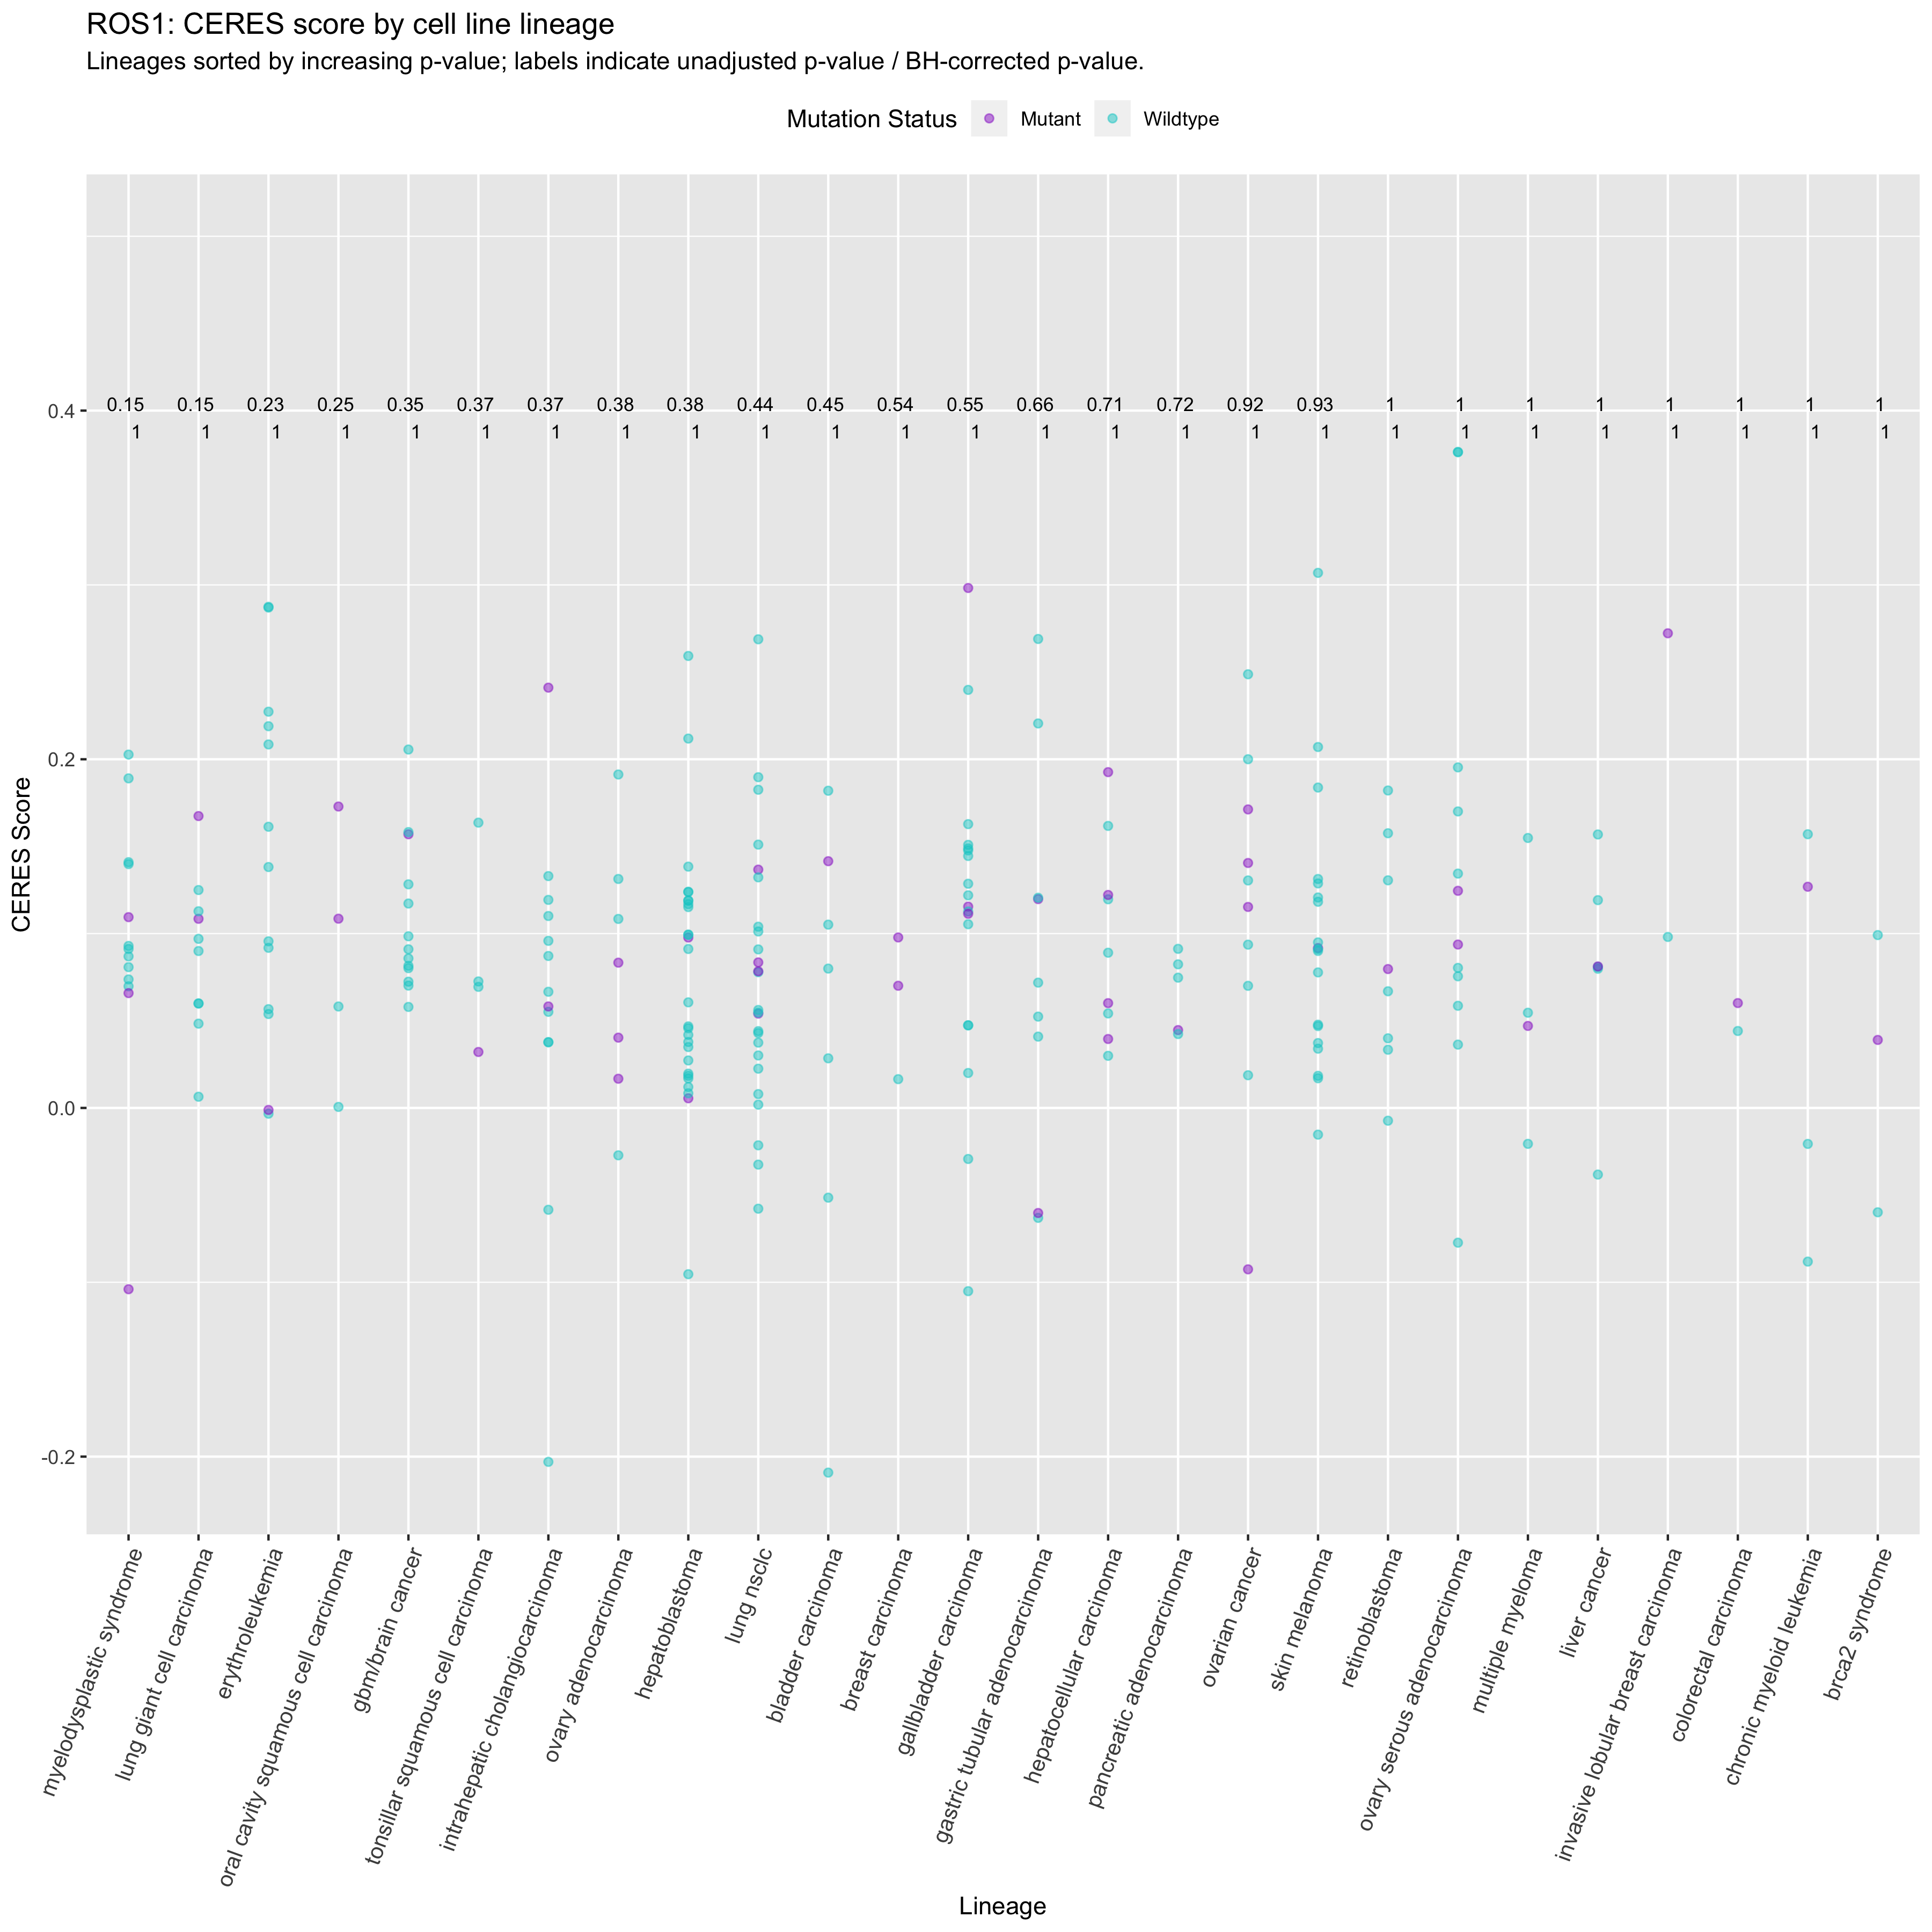 ROS1: CERES score by cell line lineage
Lineages sorted by increasing p-value; labels indicate unadjusted p-value / BH-corrected p-value.
Mutation Status Mutant Wildtype
0.4
0.15 0.15 0.23 0.25 0.35 0.37 0.37 0.38 0.38 0.44 0.45 0.54 0.55 0.66 0.71 0.72 0.92 0.93 1 1 1 1 1 1 1 1
1 1 1 1 1 1 1 1 1 1 1 1 1 1 1 1 1 1 1 1 1 1 1 1 1 1
0.2
0.0
-0.2
CERES Score
myelodysplastic syndrome
lung giant cell carcinoma
erythroleukemia
oral cavity squamous cell carcinoma
gbm/brain cancer
tonsillar squamous cell carcinoma
intrahepatic cholangiocarcinoma
ovary adenocarcinoma
hepatoblastoma
lung nsclc
bladder carcinoma
breast carcinoma
gallbladder carcinoma
gastric tubular adenocarcinoma
hepatocellular carcinoma
pancreatic adenocarcinoma
ovarian cancer
skin melanoma
retinoblastoma
ovary serous adenocarcinoma
multiple myeloma
liver cancer
invasive lobular breast carcinoma
colorectal carcinoma
chronic myeloid leukemia
brca2 syndrome
Lineage